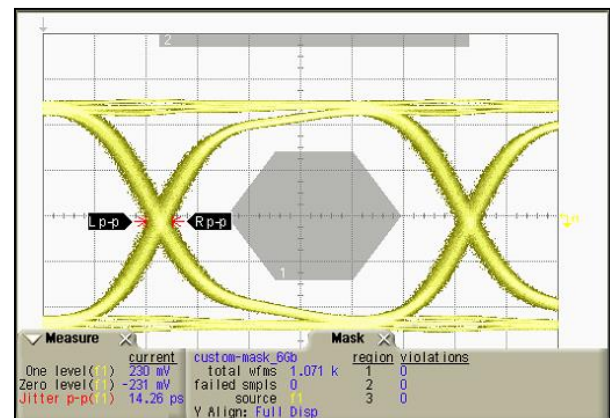 2
L p-p
R p-p
1
Measure
Mask
current
One level(f1) 230 mV
Zero level(f1) -231 mV
Jitter p-p(f1) 14.26 ps
custom-mask_6Gb
total wfms 1.071 k
failed smpls 0
source f1
Y Align: Full Disp
region violations
1 0
2 0
3 0